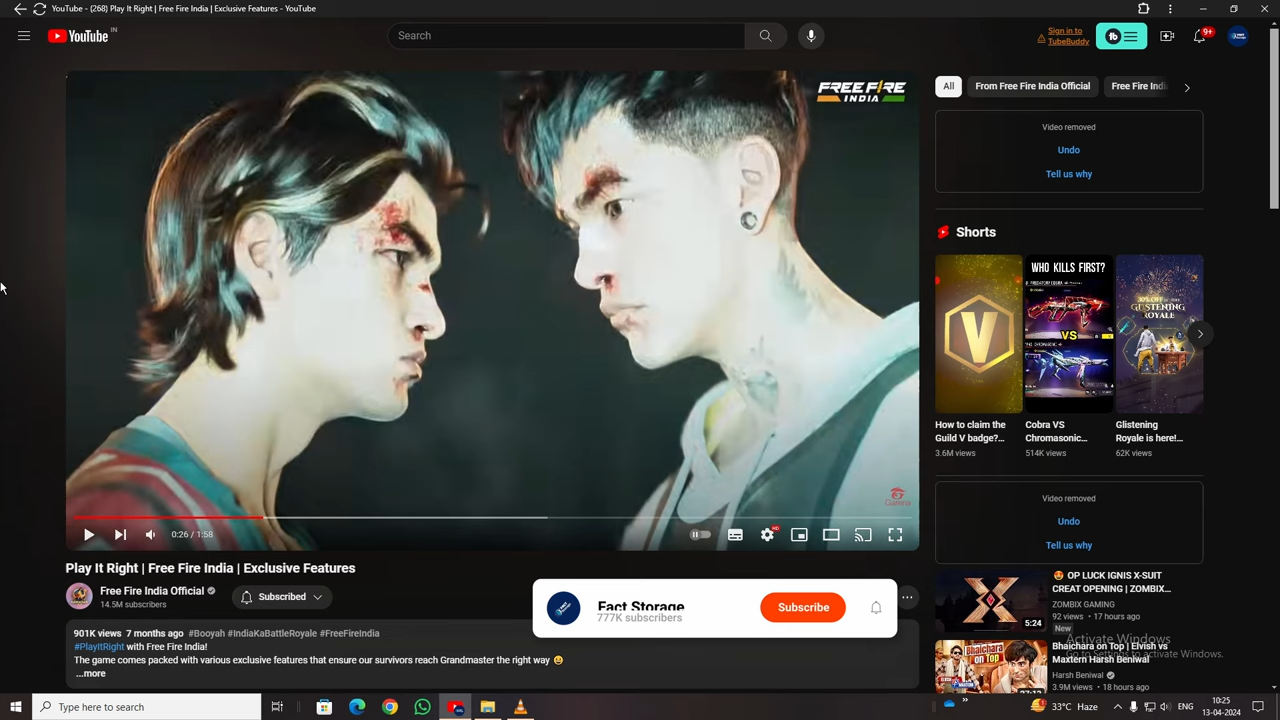 YouTube - (268) Play It Right | Free Fire India | Exclusive Features - YouTube
YouTube IN
Search
Sign in to
TubeBuddy
9+
FREE FIRE
INDIA
Garena
0:26 / 1:58
HD
Play It Right | Free Fire India | Exclusive Features
Free Fire India Official
14.5M subscribers
Subscribed
901K views 7 months ago #Booyah #IndiaKaBattleRoyale #FreeFireIndia
#PlayItRight with Free Fire India!
The game comes packed with various exclusive features that ensure our survivors reach Grandmaster the right way
...more
Fact Storage
777K subscribers
Subscribe
All
From Free Fire India Official
Free Fire Indi
Video removed
Undo
Tell us why
Shorts
V
WHO KILLS FIRST?
VS
30% OFF
GLISTENING
ROYALE
How to claim the
Guild V badge?...
3.6M views
Cobra VS
Chromasonic...
514K views
Glistening
Royale is here!...
62K views
Video removed
Undo
Tell us why
5:24
OP LUCK IGNIS X-SUIT
CREAT OPENING | ZOMBIX...
ZOMBIX GAMING
92 views • 17 hours ago
New
Bhaichara
on Top
27:12
Bhaichara on Top | Elvish vs
Maxtern Harsh Beniwal
Harsh Beniwal
3.9M views • 18 hours ago
Activate Windows
Go to Settings to activate Windows.
Type here to search
33°C Haze
ENG
10:25
13-04-2024